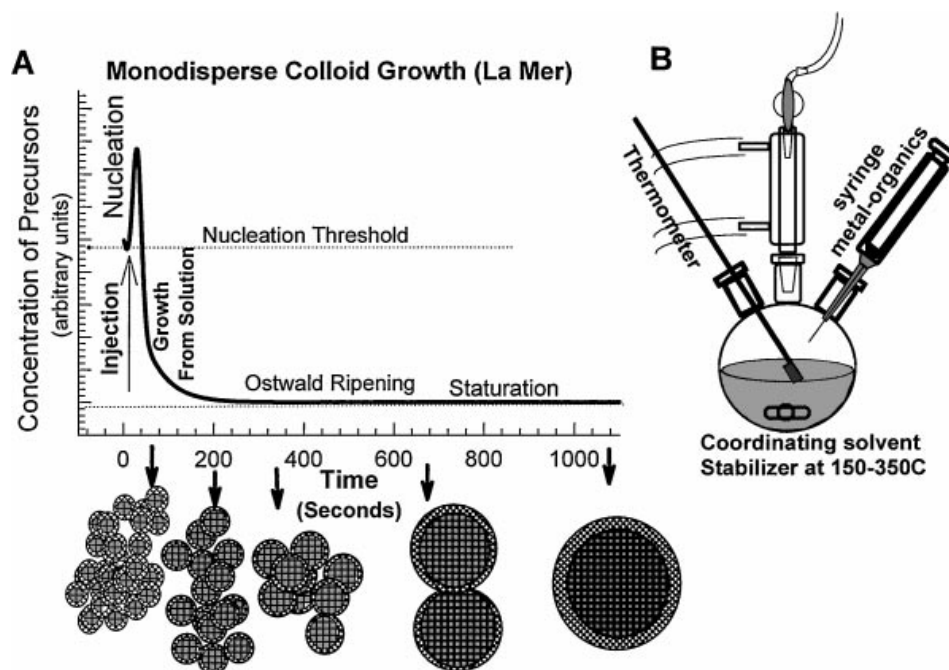 A
Monodisperse Colloid Growth (La Mer)
Concentration of Precursors
(arbitrary units)
Nucleation
Nucleation Threshold
Injection
Growth
From Solution
Ostwald Ripening
Staturation
0
200
400
600
800
1000
Time
(Seconds)
B
Thermometer
syringe
metal-organics
Coordinating solvent
Stabilizer at 150-350C